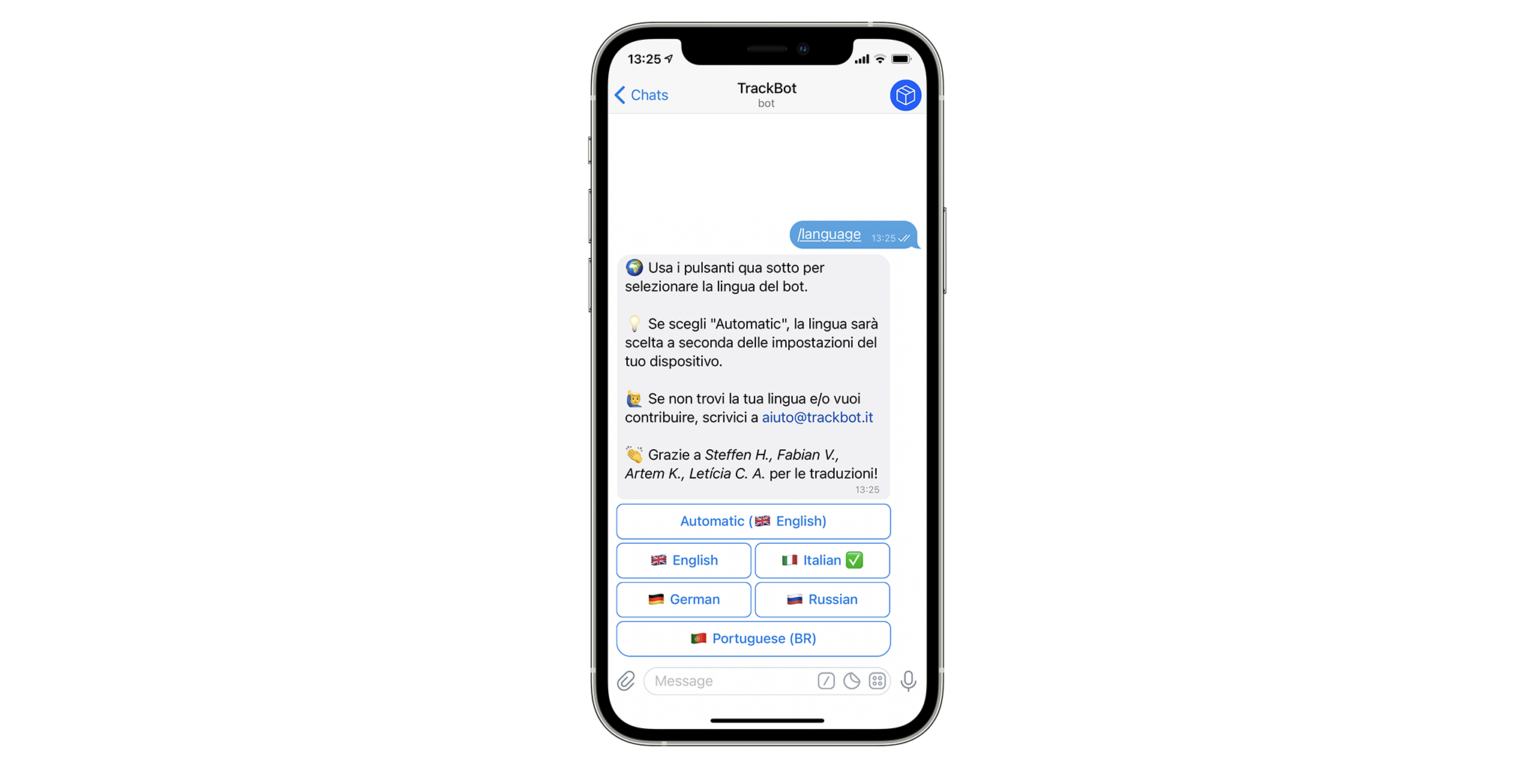 13:25
Chats
TrackBot
bot
/language 13:25
🌍 Usa i pulsanti qua sotto per
selezionare la lingua del bot.
💡 Se scegli "Automatic", la lingua sarà
scelta a seconda delle impostazioni del
tuo dispositivo.
🙋‍♂️ Se non trovi la tua lingua e/o vuoi
contribuire, scrivici a aiuto@trackbot.it
👏 Grazie a Steffen H., Fabian V.,
Artem K., Letícia C. A. per le traduzioni!
13:25
Automatic (🇬🇧 English)
🇬🇧 English
🇮🇹 Italian ✅
🇩🇪 German
🇷🇺 Russian
🇵🇹 Portuguese (BR)
Message